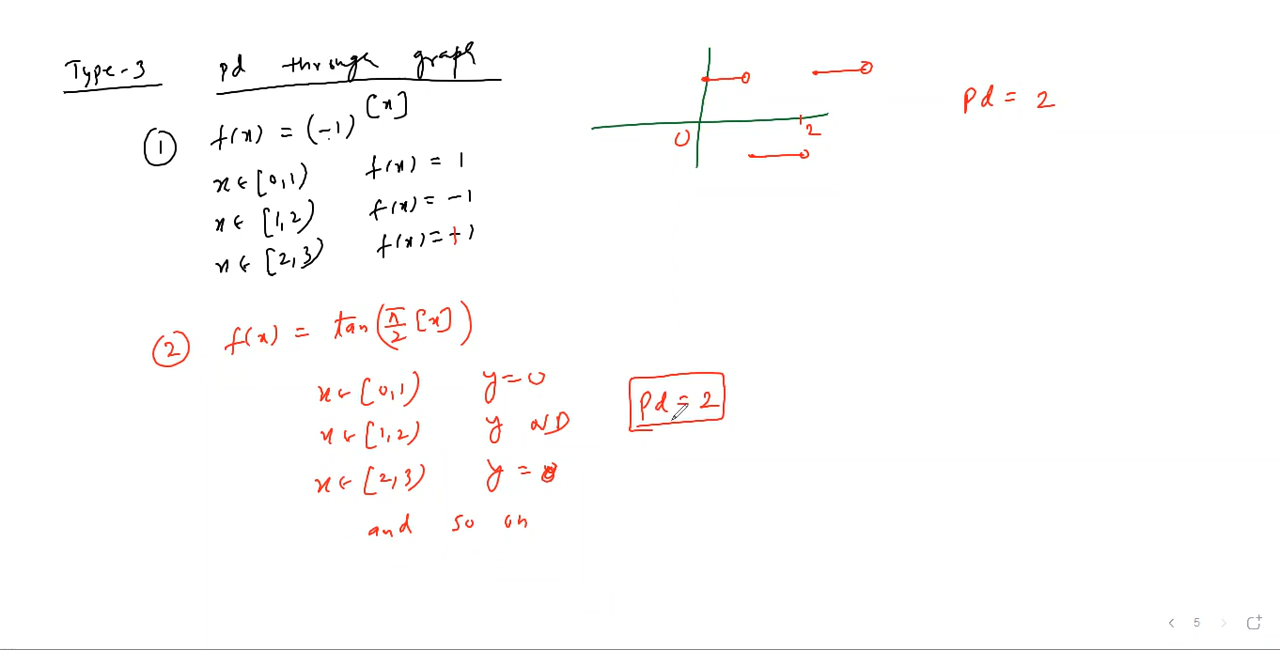 Type-3 pd through graph
① f(x) = (-1)^[x]
x ∈ [0,1) f(x) = 1
x ∈ [1,2) f(x) = -1
x ∈ [2,3) f(x) = +1
0 2
Pd = 2
② f(x) = tan(π/2 [x])
x ∈ [0,1) y = 0
x ∈ [1,2) y ND
x ∈ [2,3) y = 0
and so on
Pd = 2
5